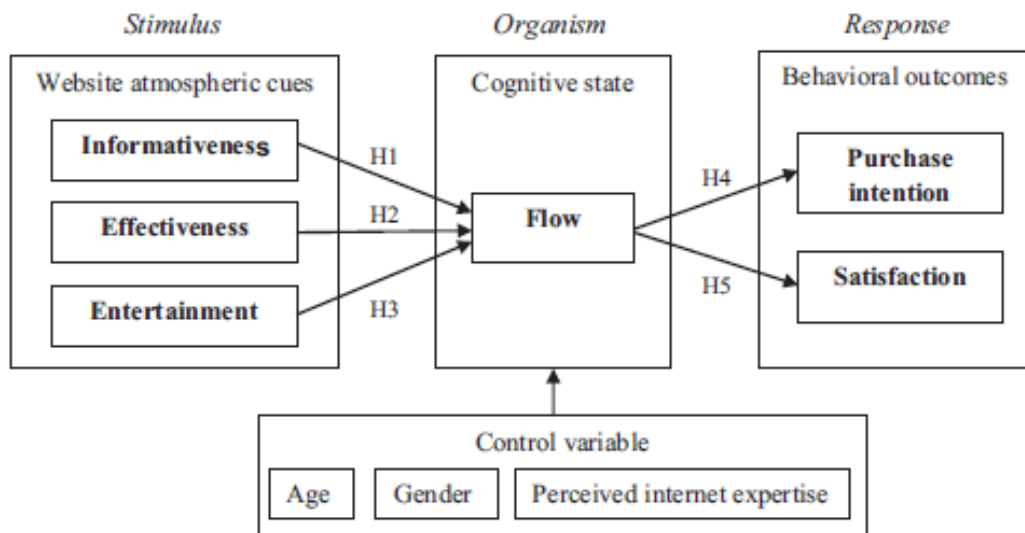 Stimulus
Organism
Response
Website atmospheric cues
Cognitive state
Behavioral outcomes
Informativeness
Effectiveness
Entertainment
H1
H2
H3
Flow
H4
H5
Purchase
intention
Satisfaction
Control variable
Age
Gender
Perceived internet expertise